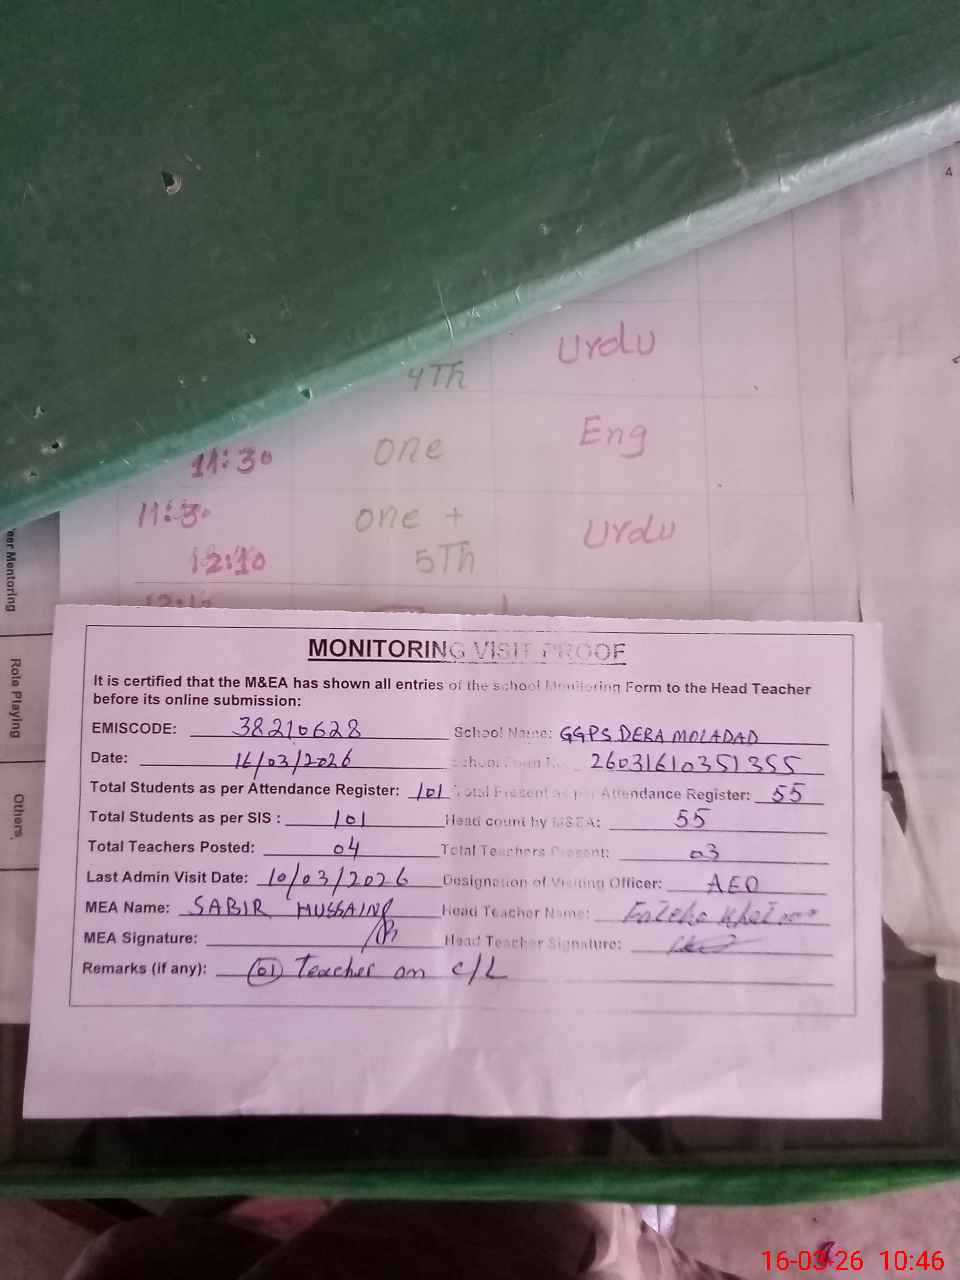 4
4Th Urdu
11:30 one Eng
11:30 one + Urdu
12:10 5Th
12:10
eer Mentoring
Role Playing
Others,
MONITORING VISIT PROOF
It is certified that the M&EA has shown all entries of the school Monitoring Form to the Head Teacher
before its online submission:
EMISCODE: 38210628 School Name: GGPS DERA MOLADAD
Date: 16/03/2026 School 26031610351355
Total Students as per Attendance Register: 101 Total Present as per Attendance Register: 55
Total Students as per SIS : 101 Head count by M&EA: 55
Total Teachers Posted: 04 Total Teachers Present: 03
Last Admin Visit Date: 10/03/2026 Designation of Visiting Officer: AEO
MEA Name: SABIR HUSSAIN Head Teacher Name:
MEA Signature: Head Teacher Signature:
Remarks (if any): 01 Teacher on C/L
16-03-26 10:46